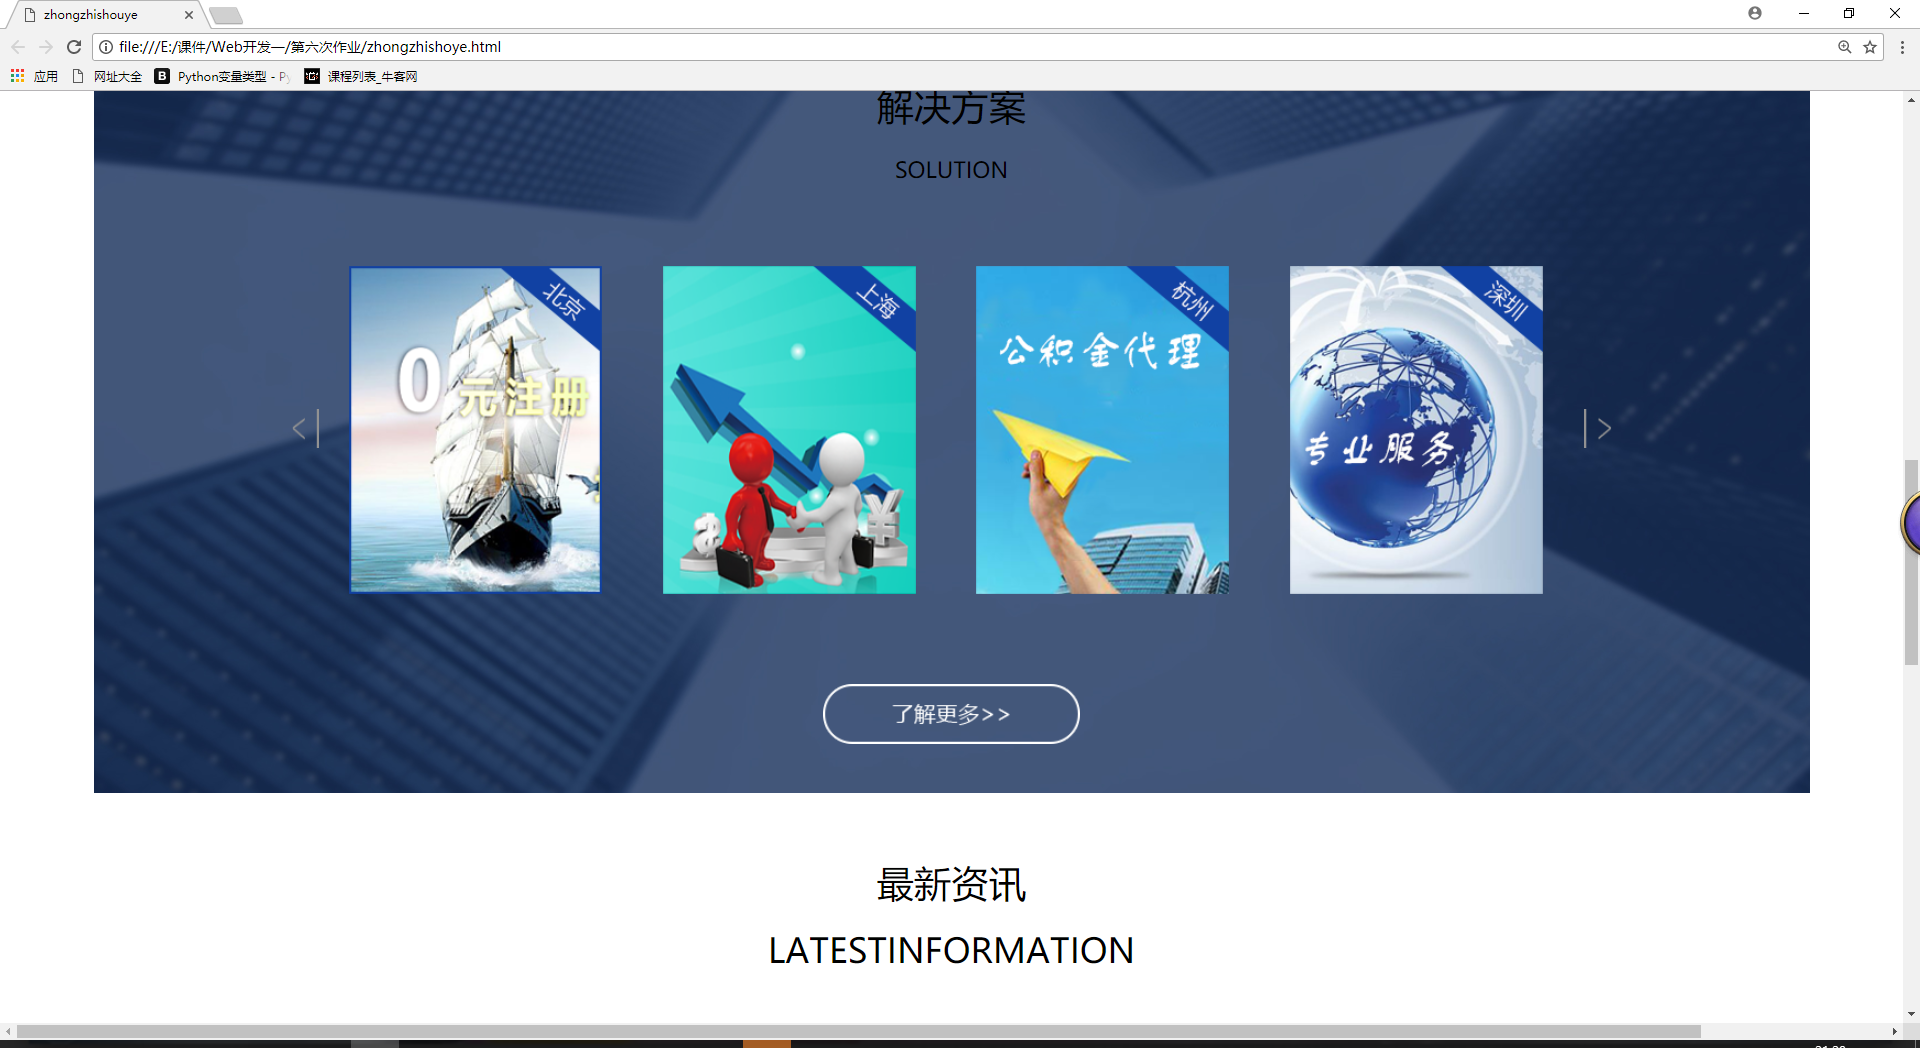 zhongzhishouye
file:///E:/课件/Web开发一/第六次作业/zhongzhishoye.html
应用 网址大全 Python变量类型 - P 课程列表_牛客网
解决方案
SOLUTION
北京
0元注册
上海
杭州
公积金代理
深圳
专业服务
< |
| >
了解更多>>
最新资讯
LATESTINFORMATION